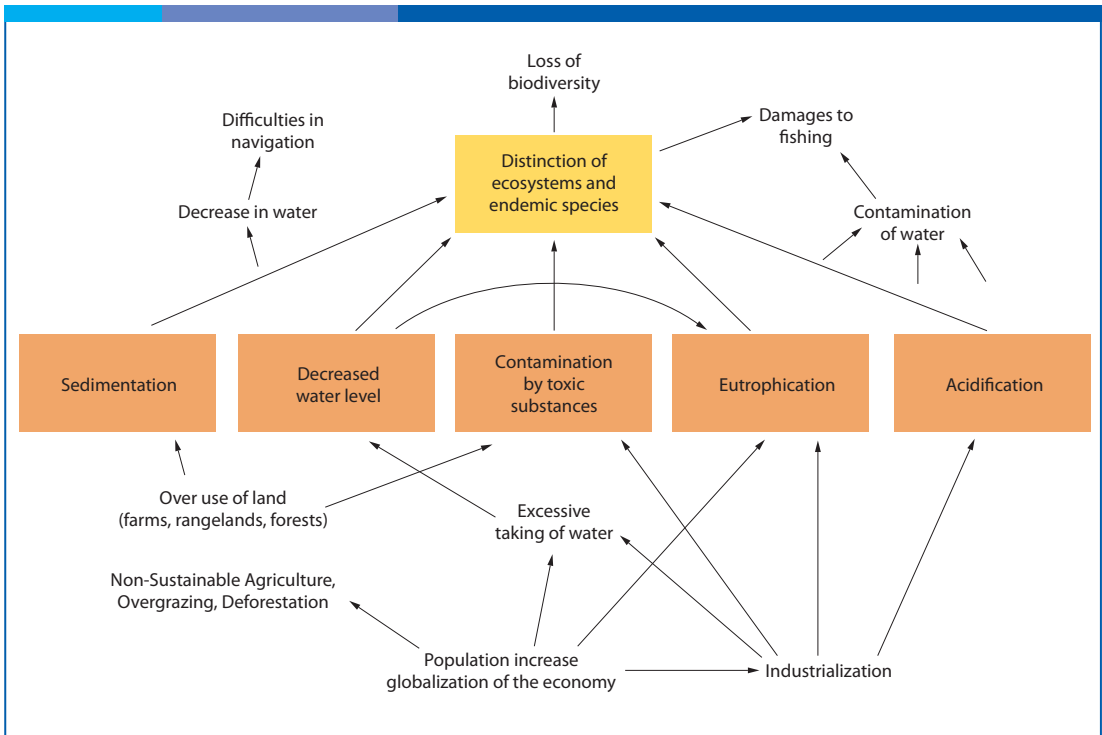 Loss of
biodiversity
Difficulties in
navigation
Damages to
fishing
Distinction of
ecosystems and
endemic species
Decrease in water
Contamination
of water
Sedimentation
Decreased
water level
Contamination
by toxic
substances
Eutrophication
Acidification
Over use of land
(farms, rangelands, forests)
Excessive
taking of water
Non-Sustainable Agriculture,
Overgrazing, Deforestation
Population increase
globalization of the economy
Industrialization